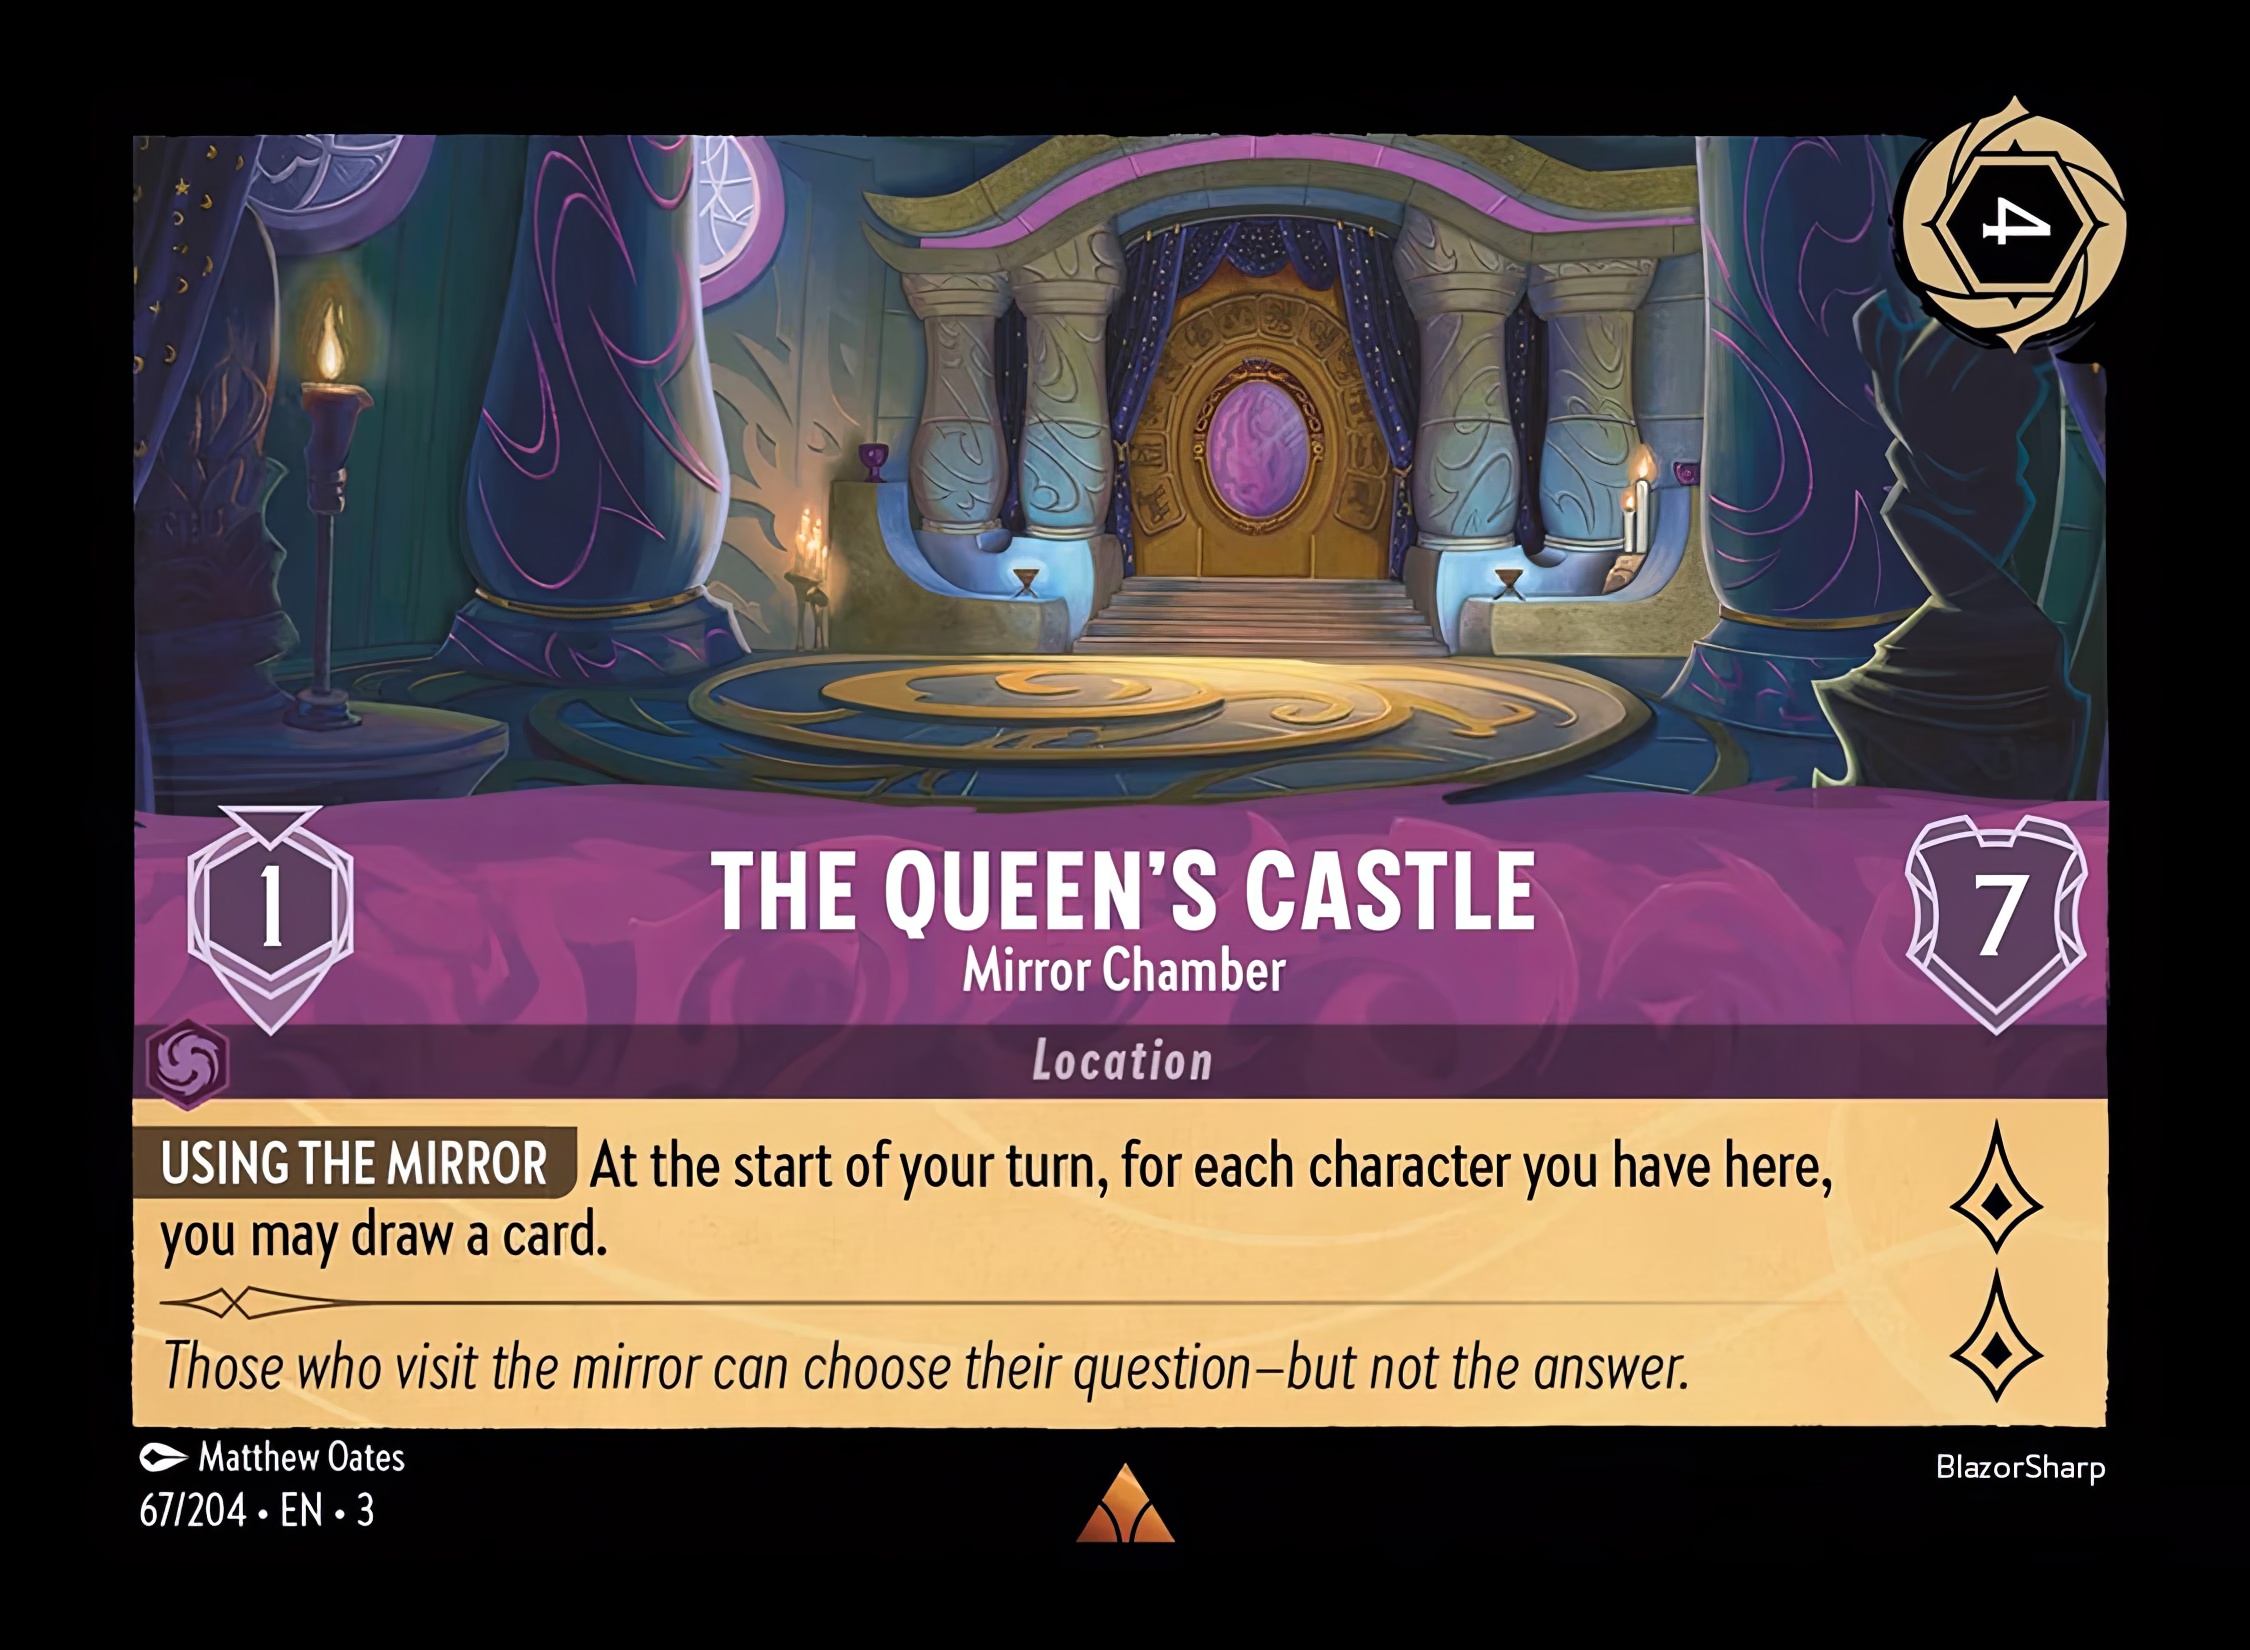 4
1
THE QUEEN'S CASTLE
7
Mirror Chamber
Location
USING THE MIRROR At the start of your turn, for each character you have here,
you may draw a card.
Those who visit the mirror can choose their question–but not the answer.
Matthew Oates
BlazorSharp
67/204 • EN • 3